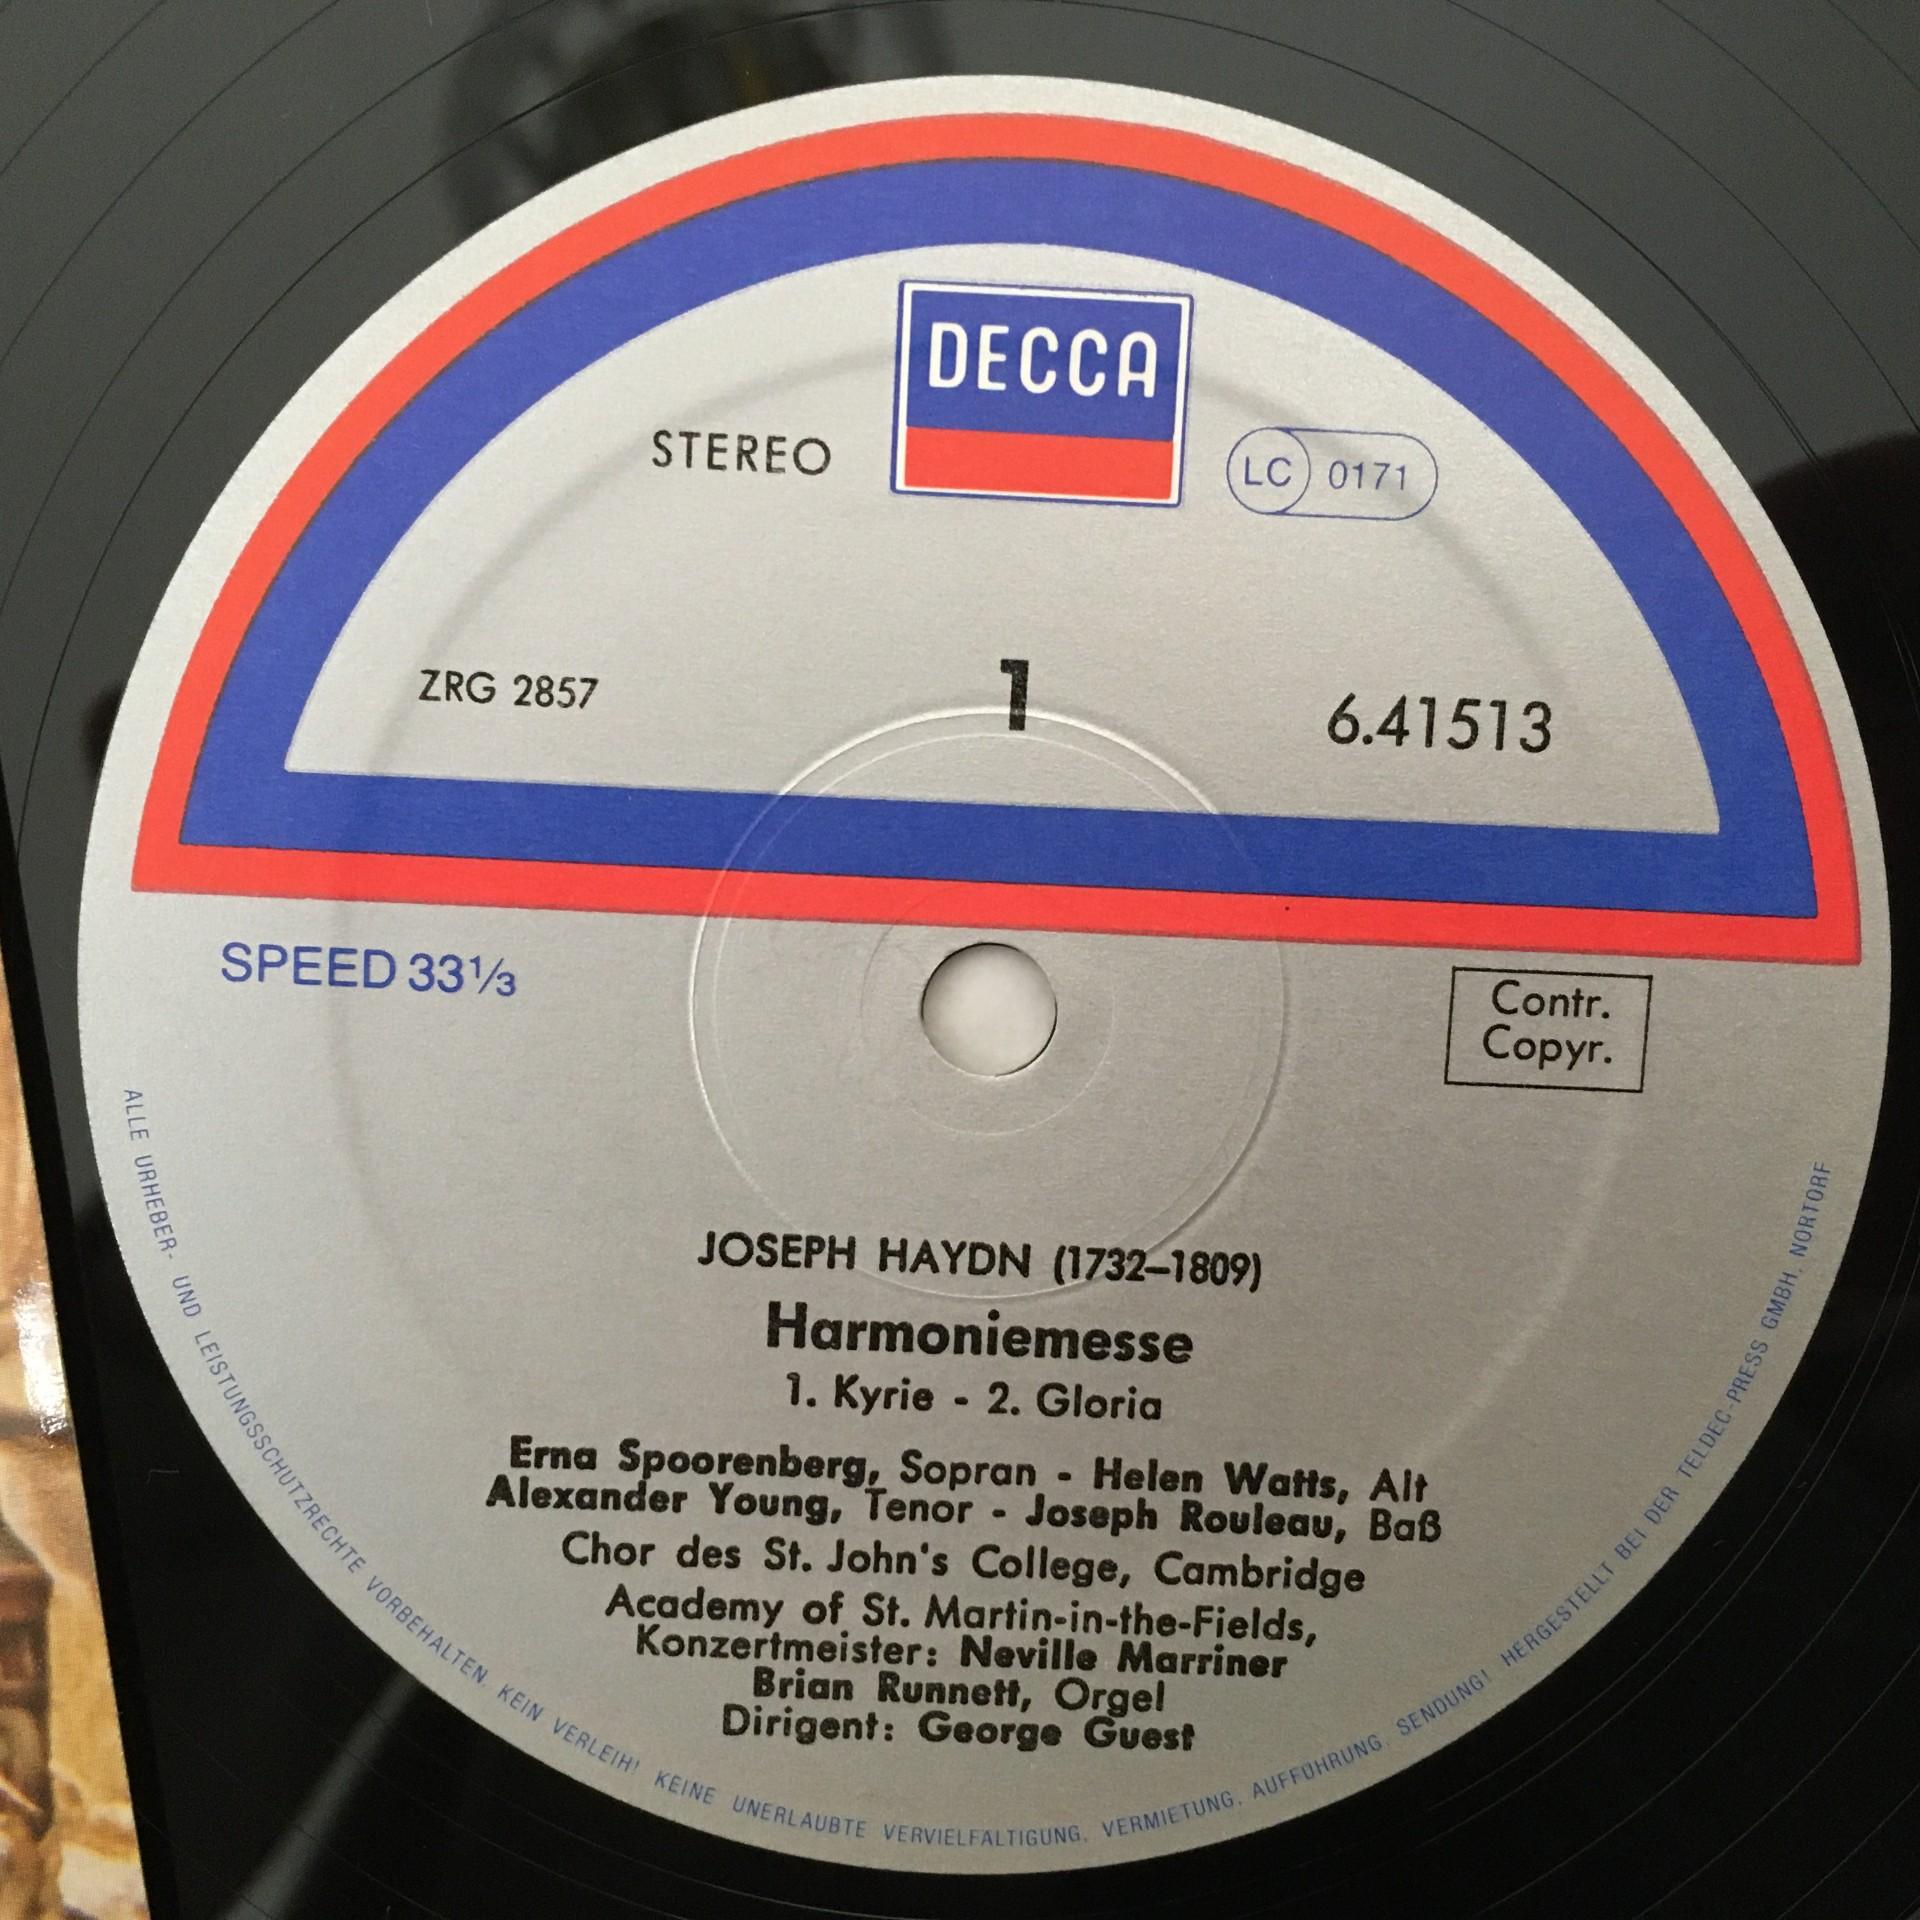 DECCA
STEREO
LC 0171
ZRG 2857
1
6.41513
SPEED 33⅓
Contr.
Copyr.
JOSEPH HAYDN (1732–1809)
Harmoniemesse
1. Kyrie - 2. Gloria
Erna Spoorenberg, Sopran - Helen Watts, Alt
Alexander Young, Tenor - Joseph Rouleau, Baß
Chor des St. John's College, Cambridge
Academy of St. Martin-in-the-Fields,
Konzertmeister: Neville Marriner
Brian Runnett, Orgel
Dirigent: George Guest
ALLE URHEBER- UND LEISTUNGSSCHUTZRECHTE VORBEHALTEN. KEIN VERLEIH! KEINE UNERLAUBTE VERVIELFÄLTIGUNG, VERMIETUNG, AUFFÜHRUNG, SENDUNG! HERGESTELLT BEI DER TELDEC-PRESS GMBH. NORTORF